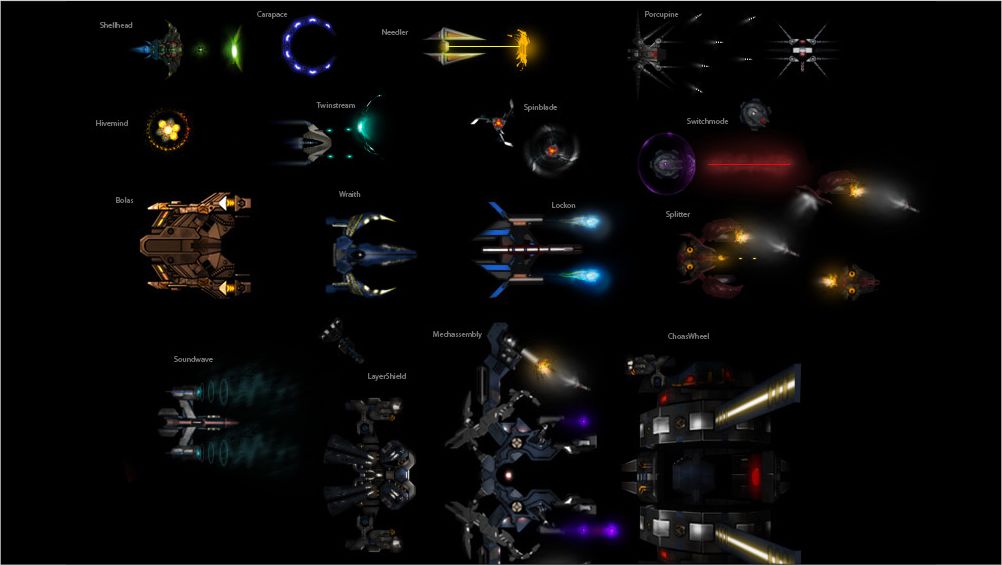 Shellhead
Carapace
Needler
Porcupine
Hivemind
Twinstream
Spinblade
Switchmode
Bolas
Wraith
Lockon
Splitter
Soundwave
LayerShield
Mechassembly
ChoasWheel